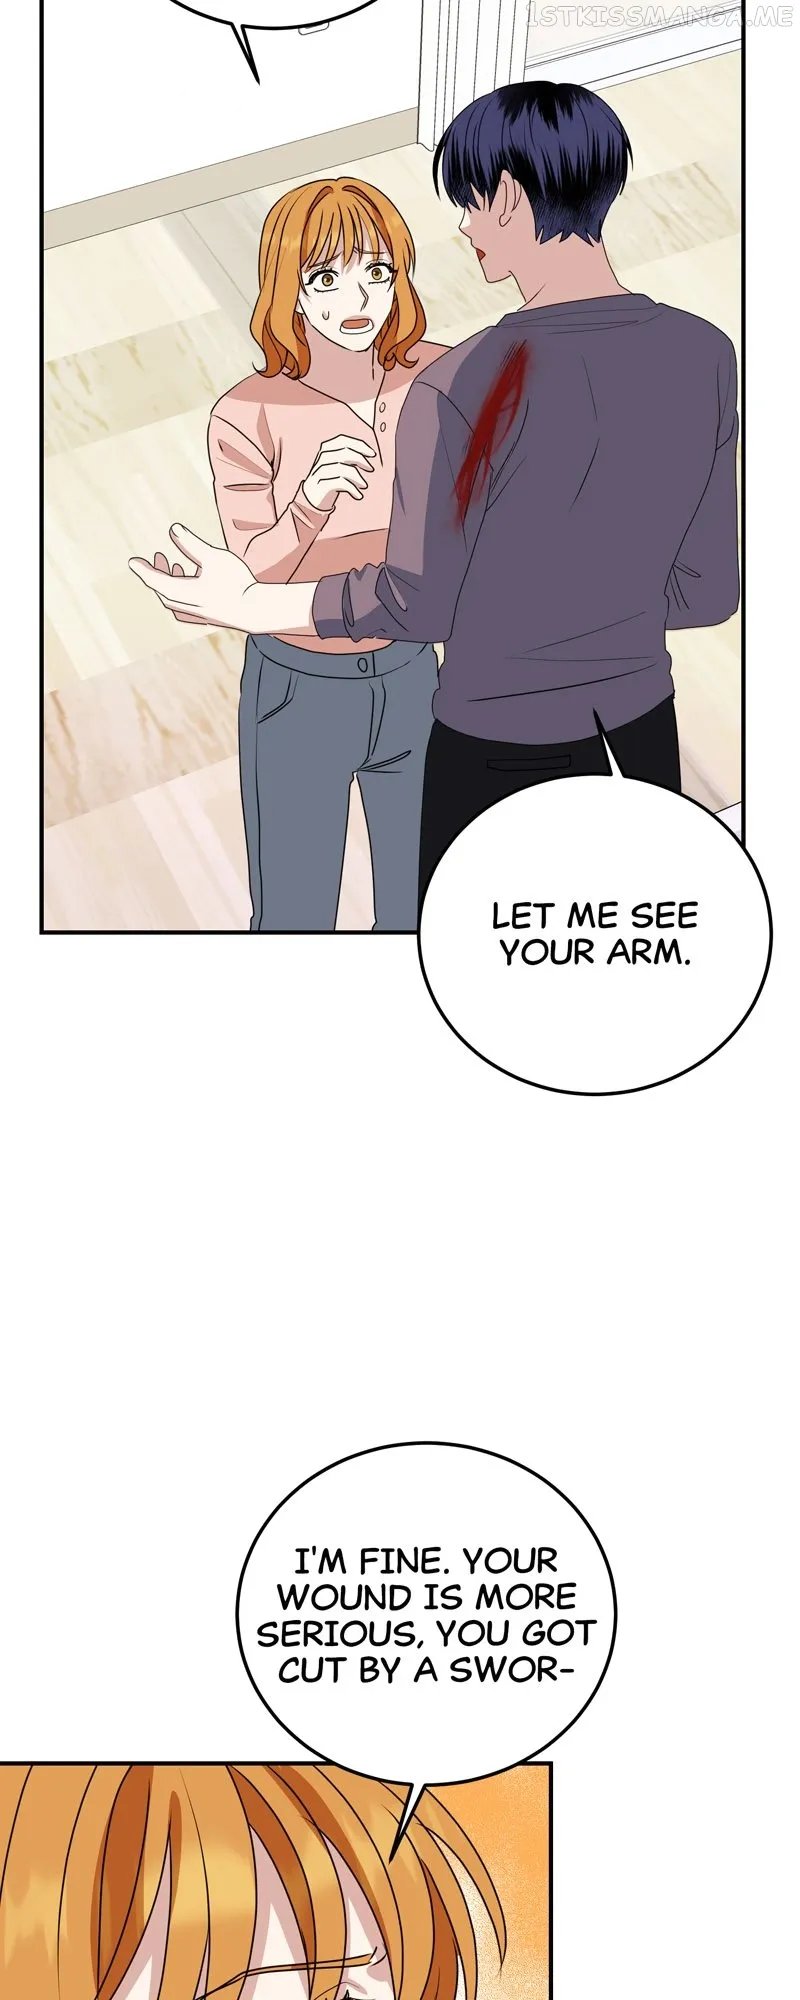 1STKISSMANGA.ME
LET ME SEE
YOUR ARM.
I'M FINE. YOUR
WOUND IS MORE
SERIOUS, YOU GOT
CUT BY A SWOR-